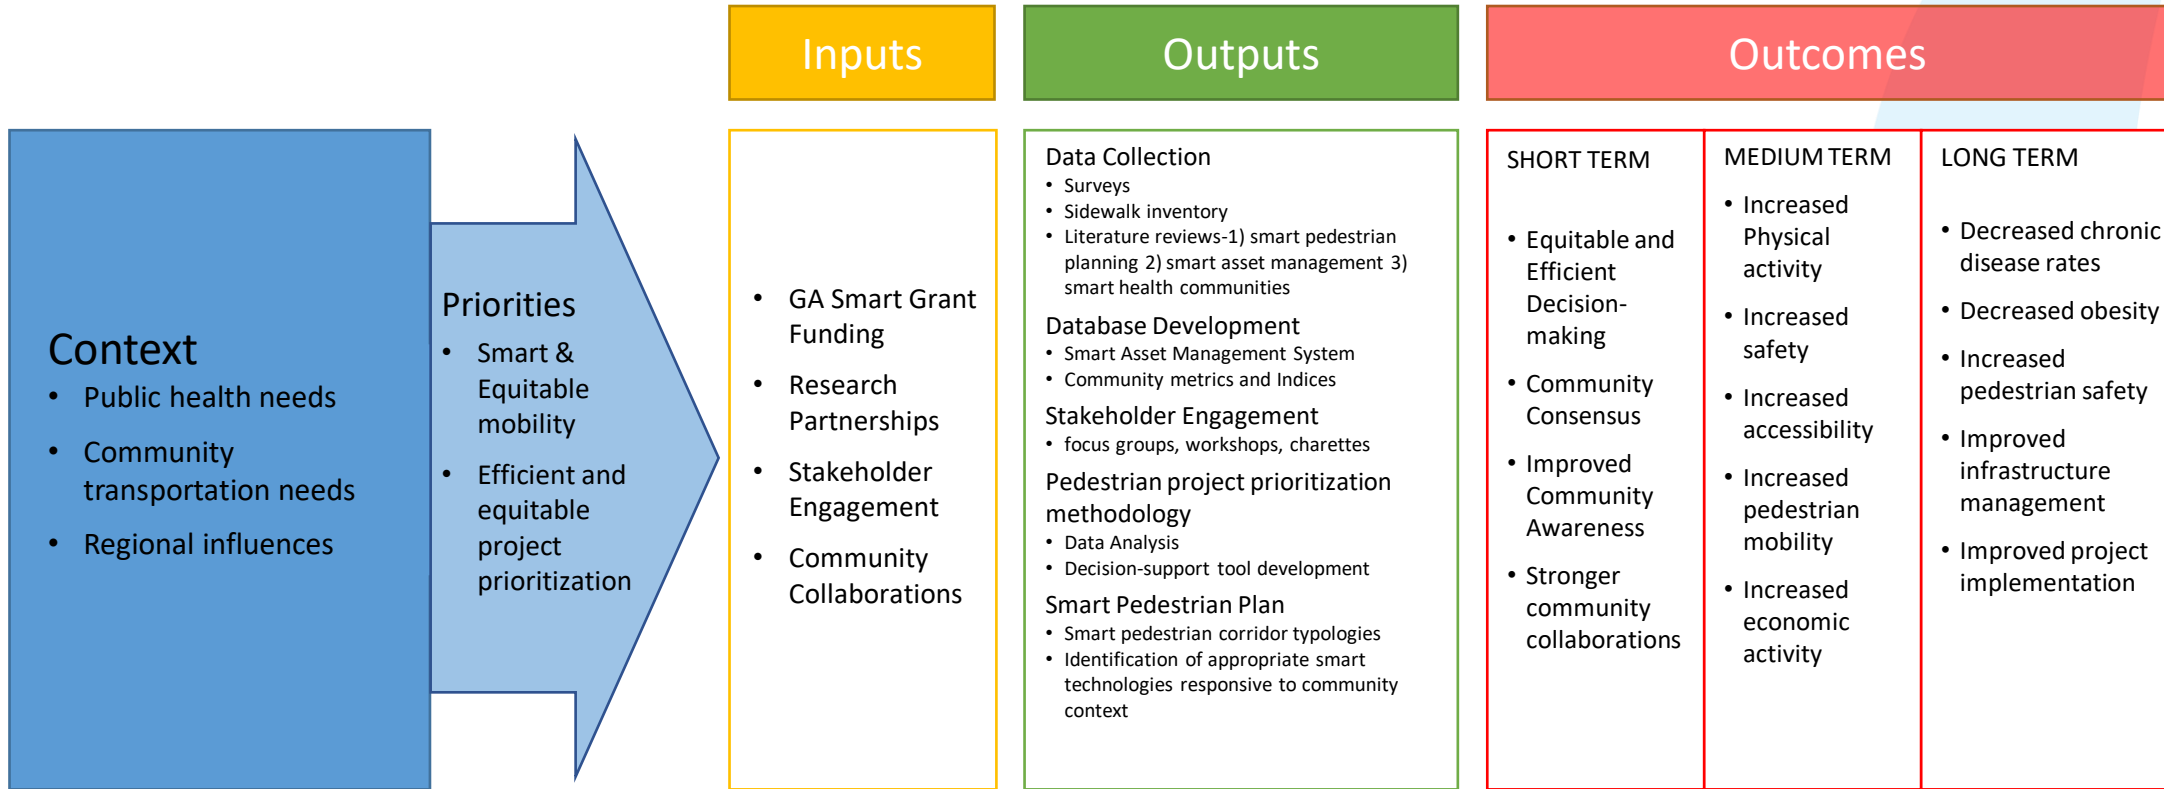 Inputs
Outputs
Outcomes
Context
• Public health needs
• Community
transportation needs
• Regional influences
Priorities
• Smart &
Equitable
mobility
• Efficient and
equitable
project
prioritization
• GA Smart Grant
Funding
• Research
Partnerships
• Stakeholder
Engagement
• Community
Collaborations
Data Collection
• Surveys
• Sidewalk inventory
• Literature reviews-1) smart pedestrian
planning 2) smart asset management 3)
smart health communities
Database Development
• Smart Asset Management System
• Community metrics and Indices
Stakeholder Engagement
• focus groups, workshops, charettes
Pedestrian project prioritization
methodology
• Data Analysis
• Decision-support tool development
Smart Pedestrian Plan
• Smart pedestrian corridor typologies
• Identification of appropriate smart
technologies responsive to community
context
SHORT TERM
• Equitable and
Efficient
Decision-
making
• Community
Consensus
• Improved
Community
Awareness
• Stronger
community
collaborations
MEDIUM TERM
• Increased
Physical
activity
• Increased
safety
• Increased
accessibility
• Increased
pedestrian
mobility
• Increased
economic
activity
LONG TERM
• Decreased chronic
disease rates
• Decreased obesity
• Increased
pedestrian safety
• Improved
infrastructure
management
• Improved project
implementation